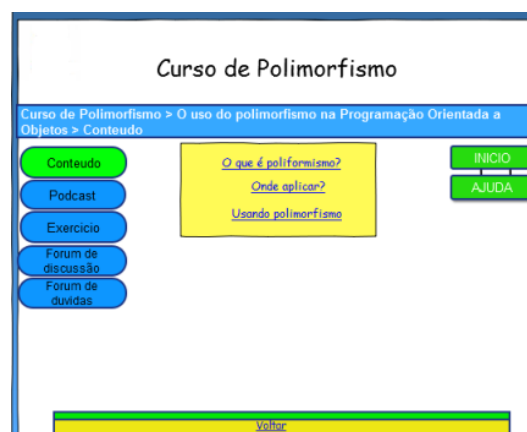 Curso de Polimorfismo
Curso de Polimorfismo > O uso do polimorfismo na Programação Orientada a
Objetos > Conteudo
Conteudo
Podcast
Exercicio
Forum de
discussão
Forum de
duvidas
O que é poliformismo?
Onde aplicar?
Usando polimorfismo
INICIO
AJUDA
Voltar